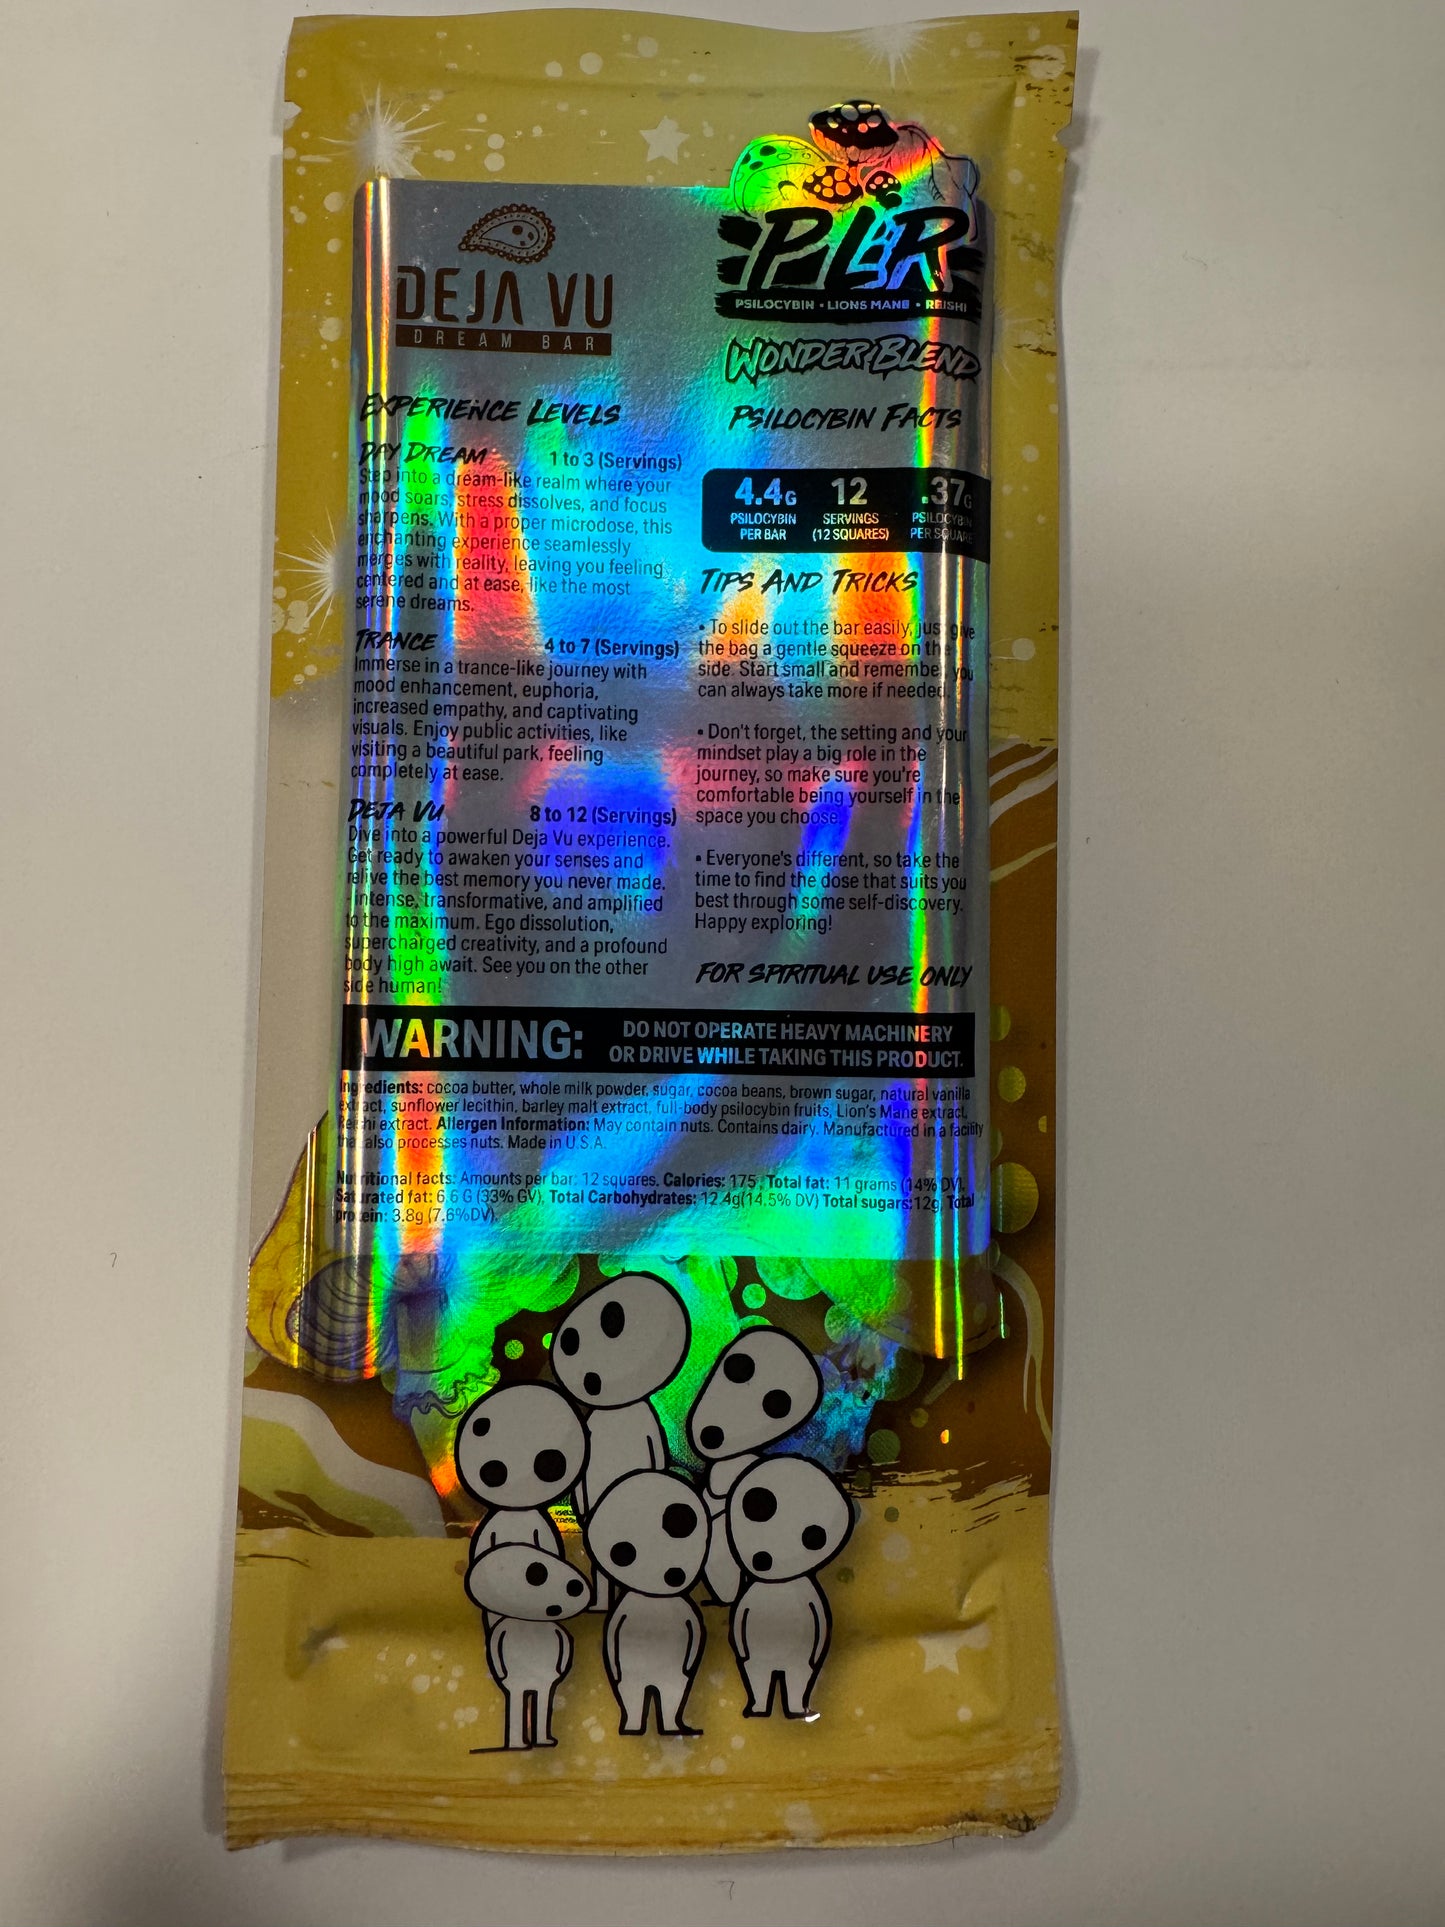 DEJA VU
DREAM BAR
EXPERIENCE LEVELS
DAY DREAM 1 to 3 (Servings)
Step into a dream-like realm where your
mood soars, stress dissolves, and focus
sharpens. With a proper microdose, this
enchanting experience seamlessly
merges with reality, leaving you feeling
centered and at ease, like the most
serene dreams.
TRANCE 4 to 7 (Servings)
Immerse in a trance-like journey with
mood enhancement, euphoria,
increased empathy, and captivating
visuals. Enjoy public activities, like
visiting a beautiful park, feeling
completely at ease.
DEJA VU 8 to 12 (Servings)
Dive into a powerful Deja Vu experience.
Get ready to awaken your senses and
relive the best memory you never made.
-intense, transformative, and amplified
to the maximum. Ego dissolution,
supercharged creativity, and a profound
body high await. See you on the other
side human!
PLR
PSILOCYBIN • LIONS MANE • REISHI
WONDER BLEND
PSILOCYBIN FACTS
4.4G 12 .37G
PSILOCYBIN SERVINGS PSILOCYBIN
PER BAR (12 SQUARES) PER SQUARE
TIPS AND TRICKS
• To slide out the bar easily, just give
the bag a gentle squeeze on the
side. Start small and remember you
can always take more if needed.
• Don't forget, the setting and your
mindset play a big role in the
journey, so make sure you're
comfortable being yourself in the
space you choose.
• Everyone's different, so take the
time to find the dose that suits you
best through some self-discovery.
Happy exploring!
FOR SPIRITUAL USE ONLY
WARNING: DO NOT OPERATE HEAVY MACHINERY
OR DRIVE WHILE TAKING THIS PRODUCT.
Ingredients: cocoa butter, whole milk powder, sugar, cocoa beans, brown sugar, natural vanilla
extract, sunflower lecithin, barley malt extract, full-body psilocybin fruits, Lion's Mane extract,
Reishi extract. Allergen Information: May contain nuts. Contains dairy. Manufactured in a facility
that also processes nuts. Made in U.S.A.
Nutritional facts: Amounts per bar: 12 squares. Calories: 175, Total fat: 11 grams (14% DV),
Saturated fat: 6.6 G (33% GV), Total Carbohydrates: 12.4g(14.5% DV) Total sugars:12g, Total
protein: 3.8g (7.6%DV).